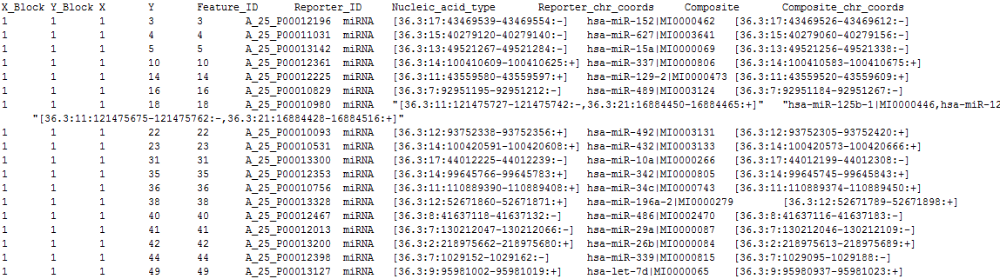 X_Block Y_Block X Y Feature_ID Reporter_ID Nucleic_acid_type Reporter_chr_coords Composite Composite_chr_coords
1 1 1 3 3 A_25_P00012196 miRNA [36.3:17:43469539-43469554:-] hsa-miR-152|MI0000462 [36.3:17:43469526-43469612:-]
1 1 1 4 4 A_25_P00011031 miRNA [36.3:15:40279120-40279140:-] hsa-miR-627|MI0003641 [36.3:15:40279060-40279156:-]
1 1 1 5 5 A_25_P00013142 miRNA [36.3:13:49521267-49521284:-] hsa-miR-15a|MI0000069 [36.3:13:49521256-49521338:-]
1 1 1 10 10 A_25_P00012361 miRNA [36.3:14:100410609-100410625:+] hsa-miR-337|MI0000806 [36.3:14:100410583-100410675:+]
1 1 1 14 14 A_25_P00012225 miRNA [36.3:11:43559580-43559597:+] hsa-miR-129-2|MI0000473 [36.3:11:43559520-43559609:+]
1 1 1 16 16 A_25_P00010829 miRNA [36.3:7:92951195-92951212:-] hsa-miR-489|MI0003124 [36.3:7:92951184-92951267:-]
1 1 1 18 18 A_25_P00010980 miRNA "[36.3:11:121475727-121475742:-,36.3:21:16884450-16884465:+]" "hsa-miR-125b-1|MI0000446,hsa-miR-12
"[36.3:11:121475675-121475762:-,36.3:21:16884428-16884516:+]"
1 1 1 22 22 A_25_P00010093 miRNA [36.3:12:93752338-93752356:+] hsa-miR-492|MI0003131 [36.3:12:93752305-93752420:+]
1 1 1 23 23 A_25_P00010531 miRNA [36.3:14:100420591-100420608:+] hsa-miR-432|MI0003133 [36.3:14:100420573-100420666:+]
1 1 1 31 31 A_25_P00013300 miRNA [36.3:17:44012225-44012239:-] hsa-miR-10a|MI0000266 [36.3:17:44012199-44012308:-]
1 1 1 35 35 A_25_P00012353 miRNA [36.3:14:99645766-99645783:+] hsa-miR-342|MI0000805 [36.3:14:99645745-99645843:+]
1 1 1 36 36 A_25_P00010756 miRNA [36.3:11:110889390-110889408:+] hsa-miR-34c|MI0000743 [36.3:11:110889374-110889450:+]
1 1 1 38 38 A_25_P00013328 miRNA [36.3:12:52671860-52671871:+] hsa-miR-196a-2|MI0000279 [36.3:12:52671789-52671898:+]
1 1 1 40 40 A_25_P00012467 miRNA [36.3:8:41637118-41637132:-] hsa-miR-486|MI0002470 [36.3:8:41637116-41637183:-]
1 1 1 41 41 A_25_P00012013 miRNA [36.3:7:130212047-130212066:-] hsa-miR-29a|MI0000087 [36.3:7:130212046-130212109:-]
1 1 1 42 42 A_25_P00013200 miRNA [36.3:2:218975662-218975680:+] hsa-miR-26b|MI0000084 [36.3:2:218975613-218975689:+]
1 1 1 44 44 A_25_P00012398 miRNA [36.3:7:1029152-1029162:-] hsa-miR-339|MI0000815 [36.3:7:1029095-1029188:-]
1 1 1 49 49 A_25_P00013127 miRNA [36.3:9:95981002-95981019:+] hsa-let-7d|MI0000065 [36.3:9:95980937-95981023:+]